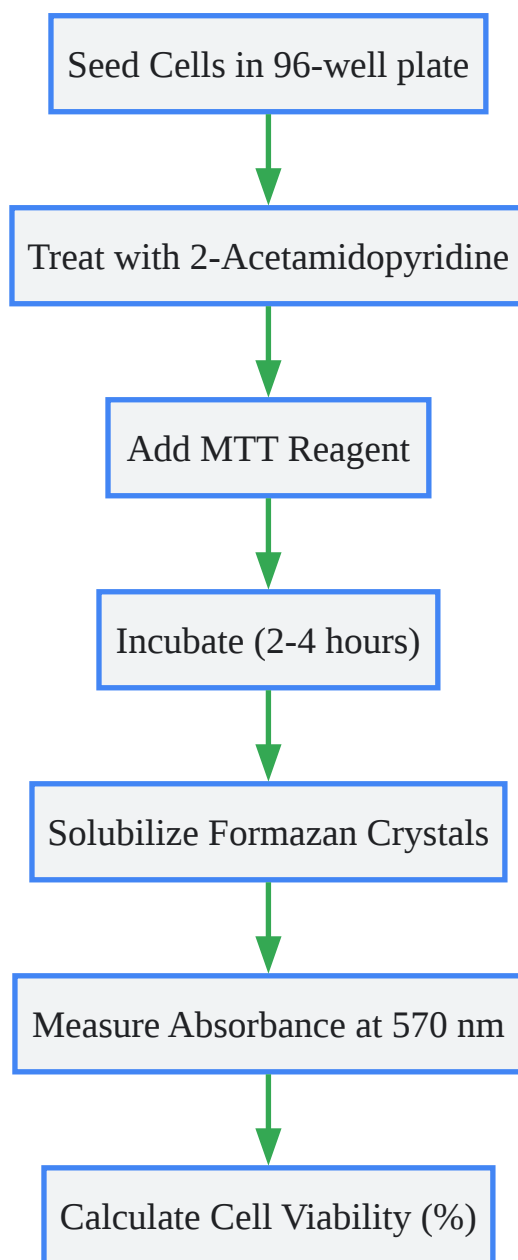 Seed Cells in 96-well plate
Treat with 2-Acetamidopyridine
Add MTT Reagent
Incubate (2-4 hours)
Solubilize Formazan Crystals
Measure Absorbance at 570 nm
Calculate Cell Viability (%)